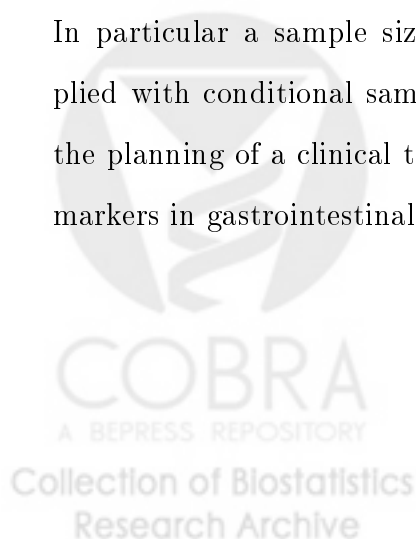 In particular a sample siz
plied with conditional sam
the planning of a clinical t
markers in gastrointestinal
COBRA
A BEPRESS REPOSITORY
Collection of Biostatistics
Research Archive